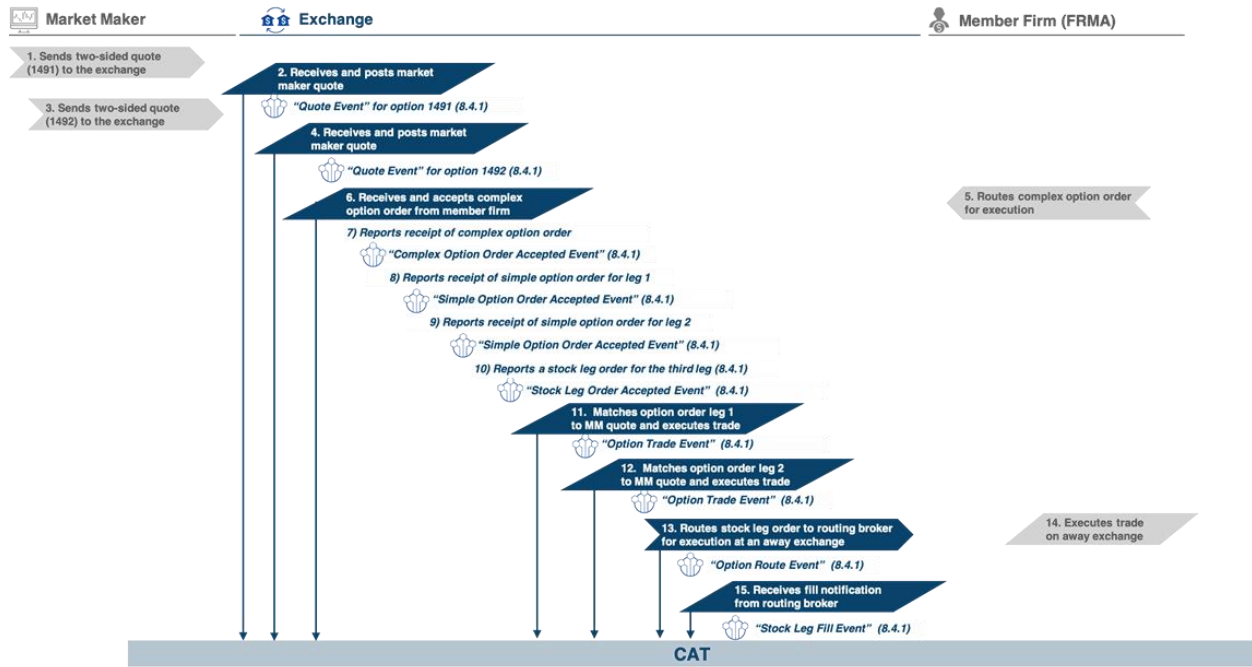 Market Maker
Exchange
Member Firm (FRMA)
1. Sends two-sided quote
(1491) to the exchange
2. Receives and posts market
maker quote
"Quote Event" for option 1491 (8.4.1)
3. Sends two-sided quote
(1492) to the exchange
4. Receives and posts market
maker quote
"Quote Event" for option 1492 (8.4.1)
5. Routes complex option order
for execution
6. Receives and accepts complex
option order from member firm
7) Reports receipt of complex option order
"Complex Option Order Accepted Event" (8.4.1)
8) Reports receipt of simple option order for leg 1
"Simple Option Order Accepted Event" (8.4.1)
9) Reports receipt of simple option order for leg 2
"Simple Option Order Accepted Event" (8.4.1)
10) Reports a stock leg order for the third leg (8.4.1)
"Stock Leg Order Accepted Event" (8.4.1)
11. Matches option order leg 1
to MM quote and executes trade
"Option Trade Event" (8.4.1)
12. Matches option order leg 2
to MM quote and executes trade
"Option Trade Event" (8.4.1)
13. Routes stock leg order to routing broker
for execution at an away exchange
"Option Route Event" (8.4.1)
14. Executes trade
on away exchange
15. Receives fill notification
from routing broker
"Stock Leg Fill Event" (8.4.1)
CAT